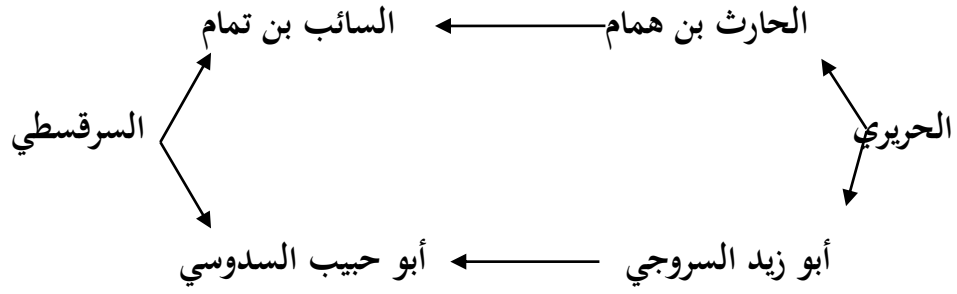 الحارث بن همام السائب بن تمام
الحريري السرقسطي
أبو زيد السروجي أبو حبيب السدوسي